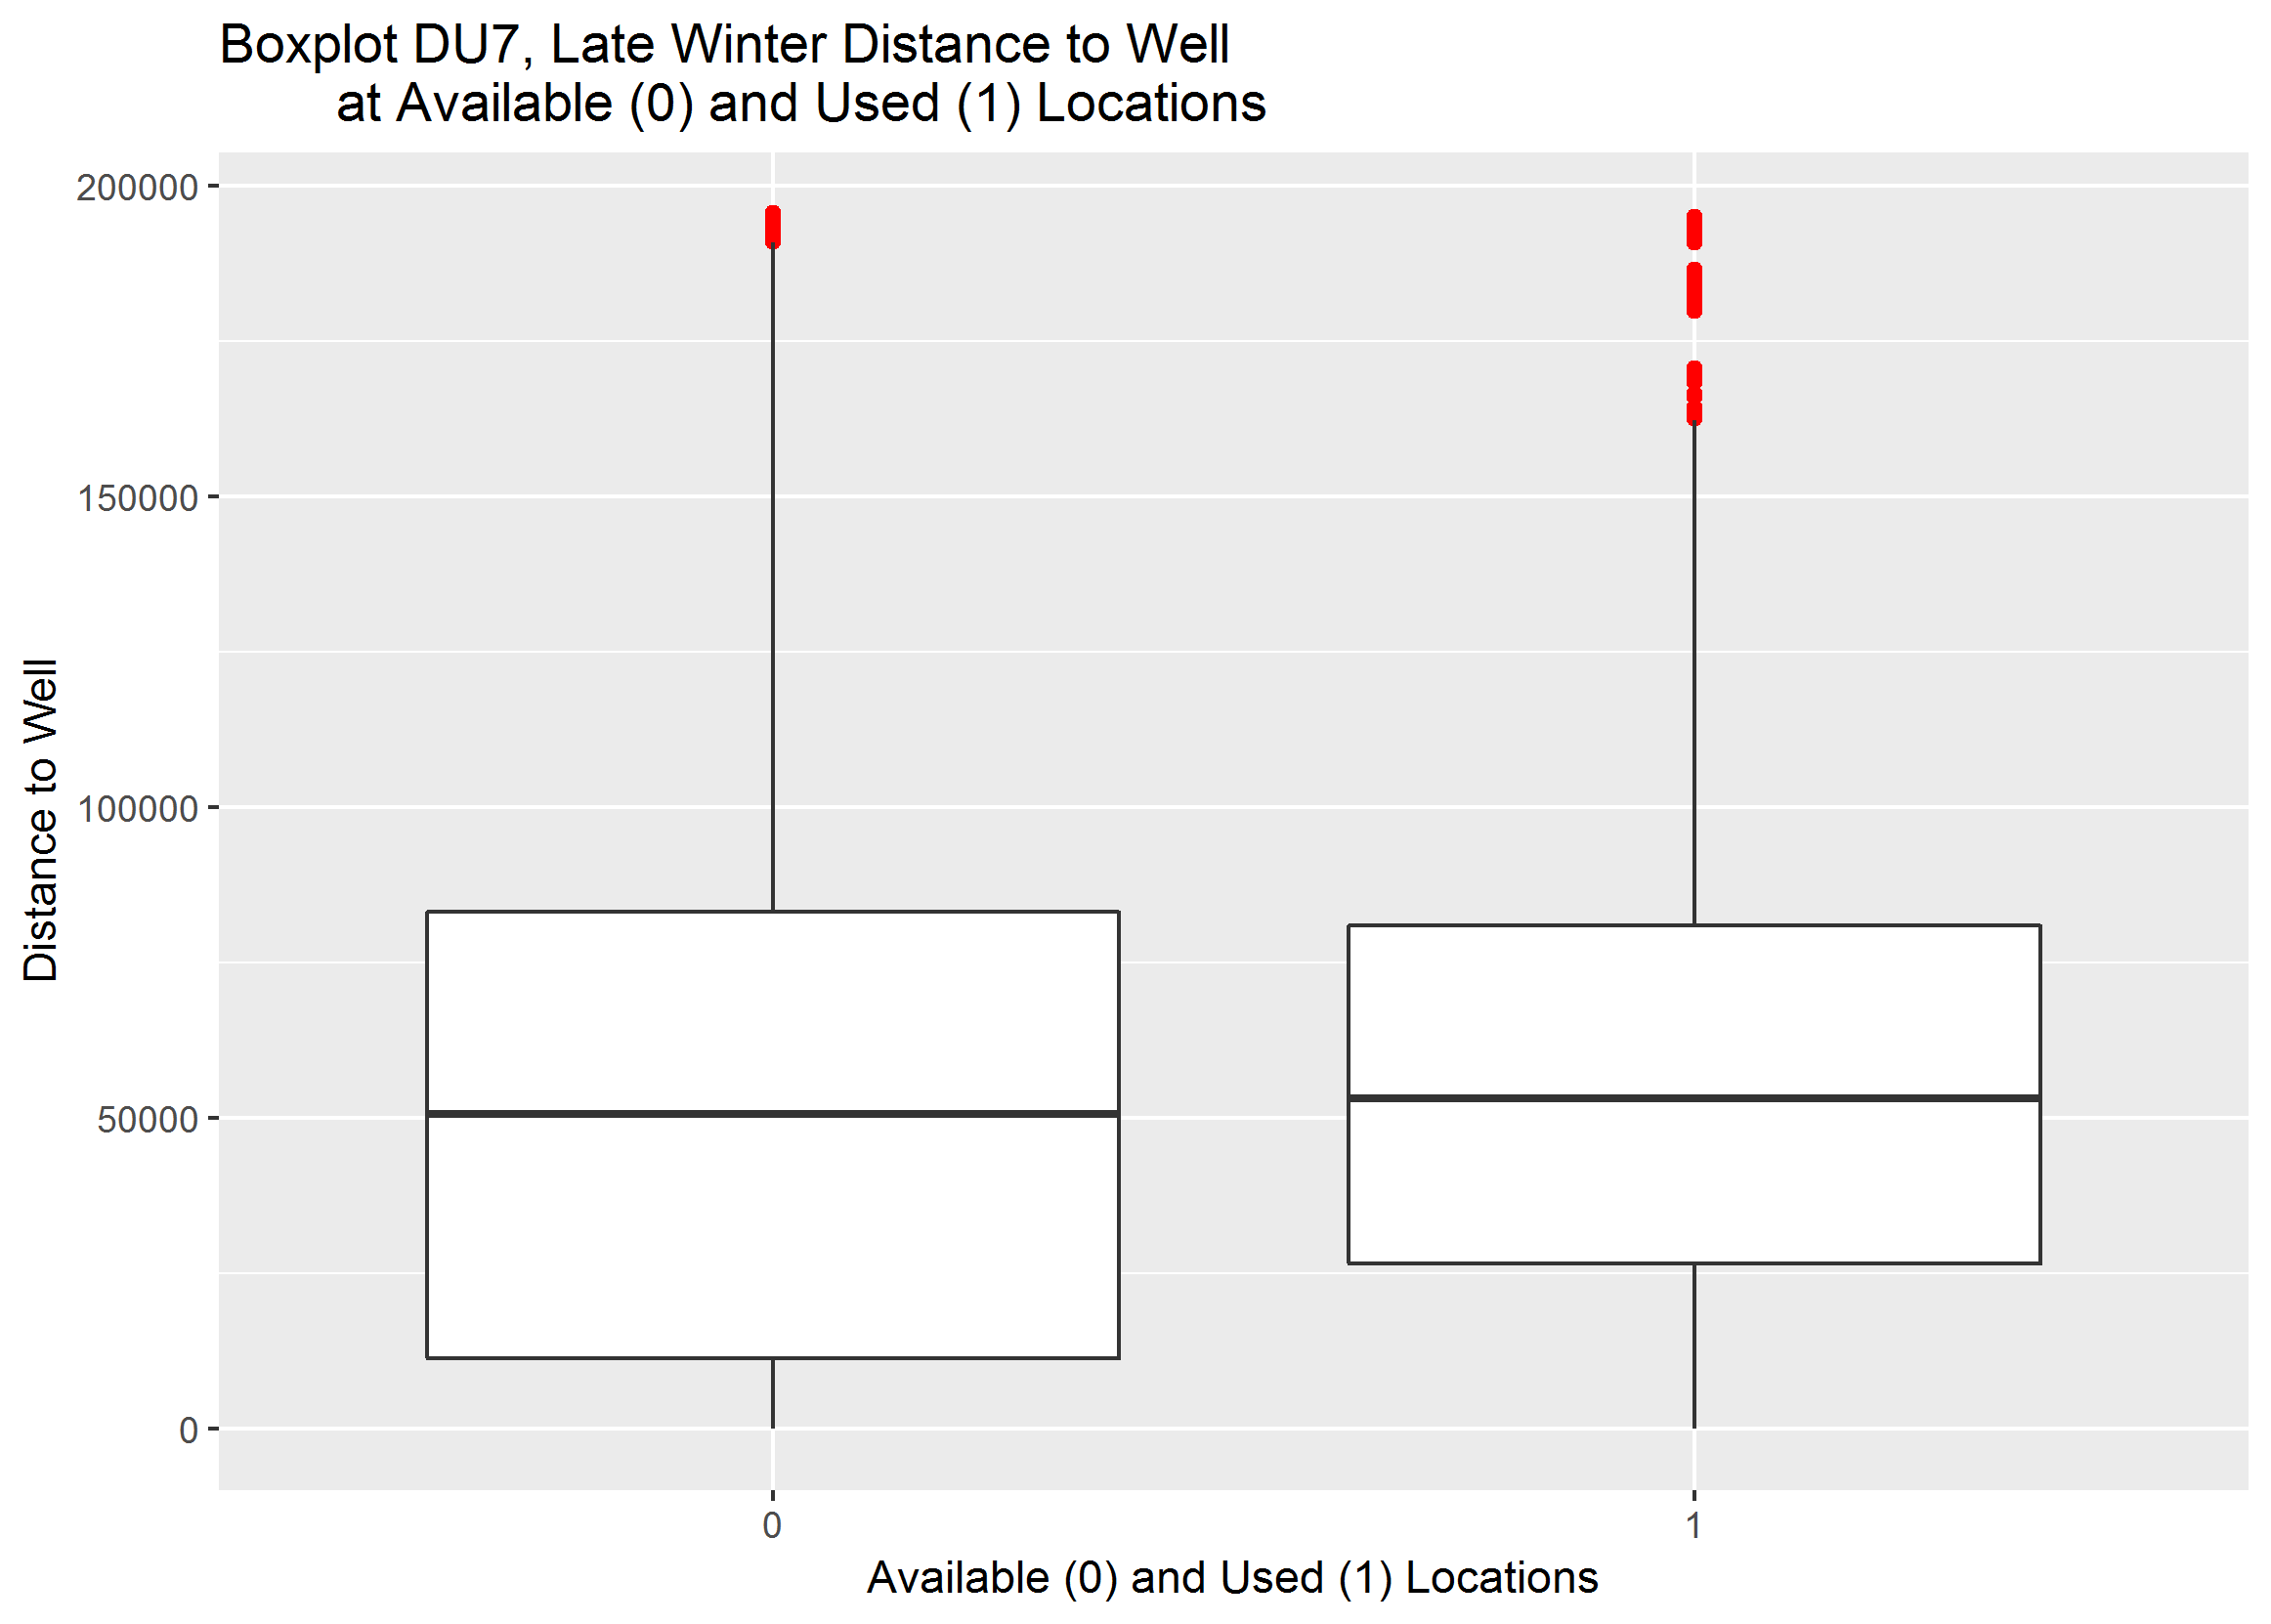 Boxplot DU7, Late Winter Distance to Well
at Available (0) and Used (1) Locations
200000
150000
100000
50000
0
Distance to Well
0
1
Available (0) and Used (1) Locations